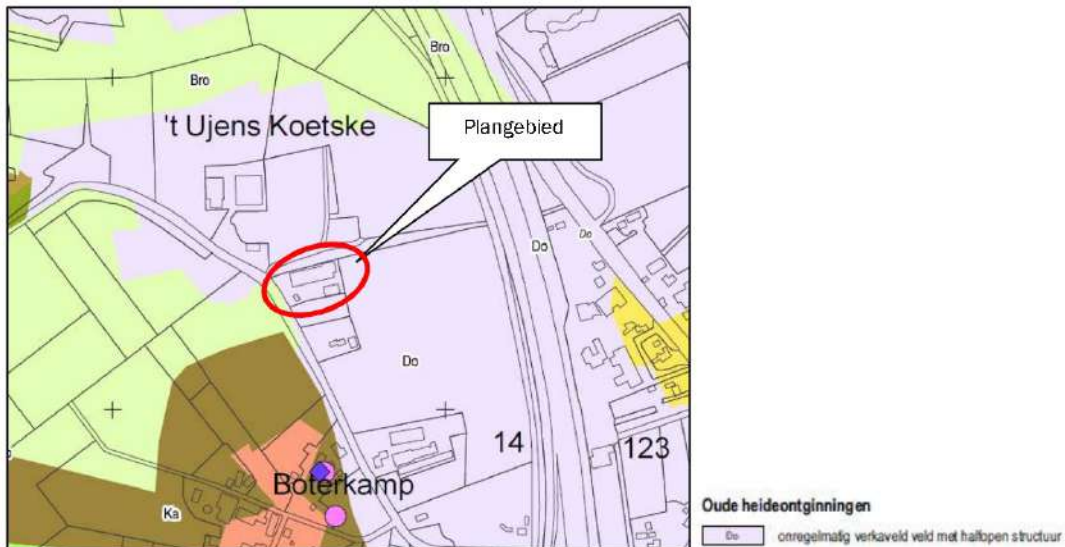 Bro
Bro
't Ujens Koetske
Plangebied
Do
Do
Do
14
123
Boterkamp
Ka
Oude heideontginningen
Do onregelmatig verkaveld veld met halfopen structuur